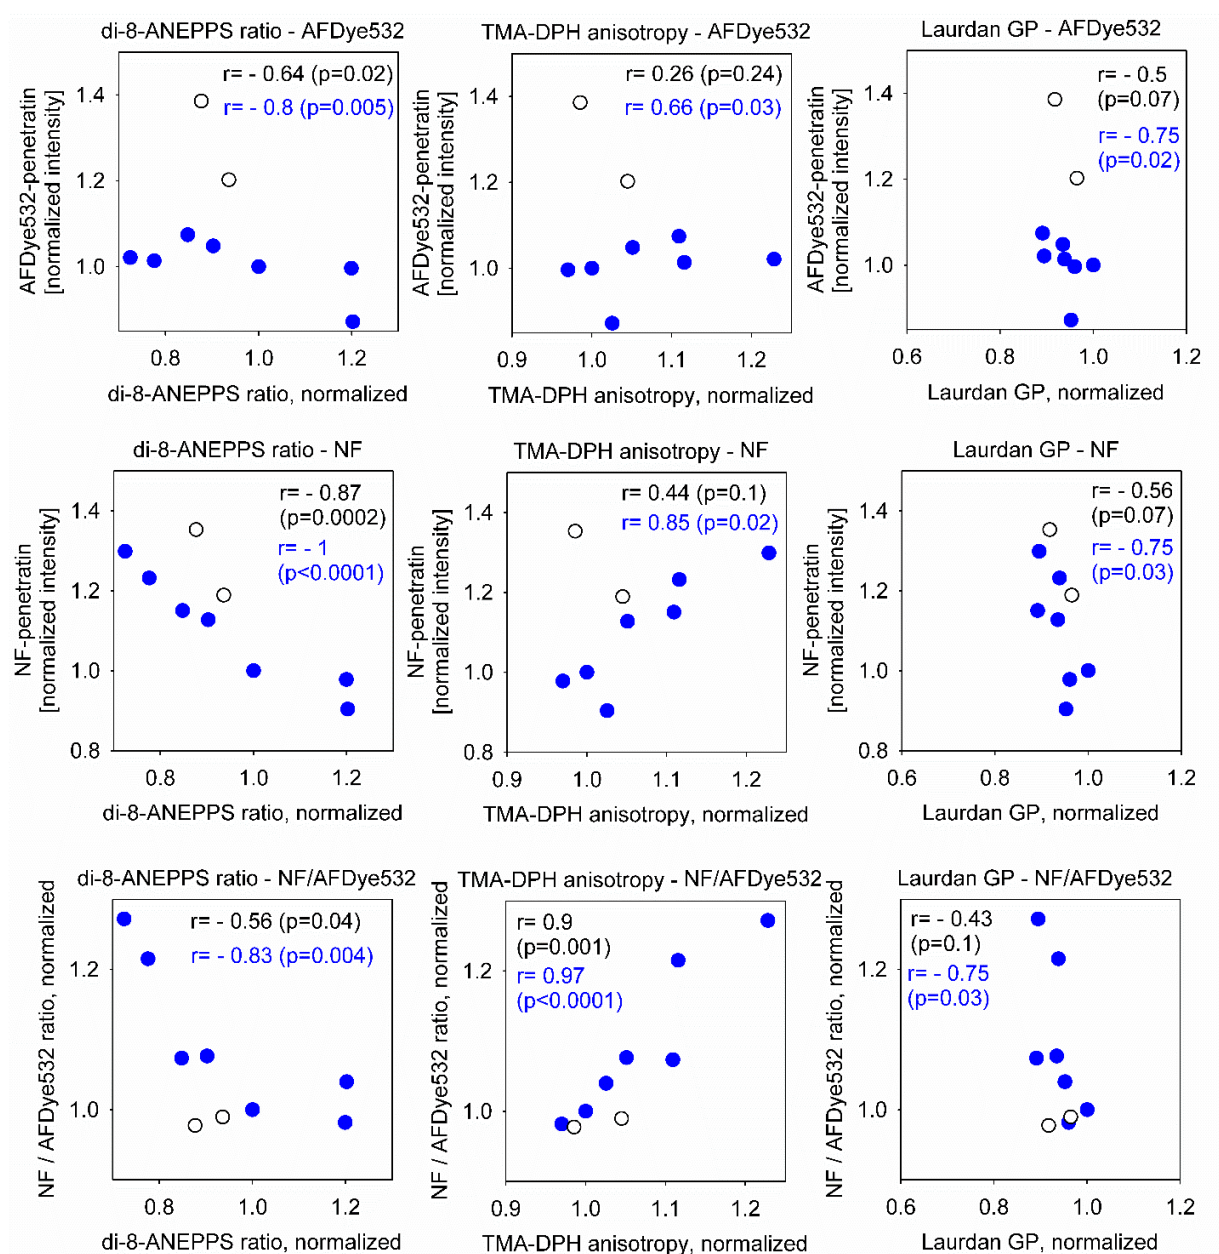 di-8-ANEPPS ratio - AFDye532
r= - 0.64 (p=0.02)
r= - 0.8 (p=0.005)
AFDye532-penetratin
[normalized intensity]
1.4
1.2
1.0
0.8 1.0 1.2
di-8-ANEPPS ratio, normalized
TMA-DPH anisotropy - AFDye532
r= 0.26 (p=0.24)
r= 0.66 (p=0.03)
AFDye532-penetratin
[normalized intensity]
1.4
1.2
1.0
0.9 1.0 1.1 1.2
TMA-DPH anisotropy, normalized
Laurdan GP - AFDye532
r= - 0.5
(p=0.07)
r= - 0.75
(p=0.02)
AFDye532-penetratin
[normalized intensity]
1.4
1.2
1.0
0.6 0.8 1.0 1.2
Laurdan GP, normalized
di-8-ANEPPS ratio - NF
r= - 0.87
(p=0.0002)
r= - 1
(p<0.0001)
NF-penetratin
[normalized intensity]
1.4
1.2
1.0
0.8
0.8 1.0 1.2
di-8-ANEPPS ratio, normalized
TMA-DPH anisotropy - NF
r= 0.44 (p=0.1)
r= 0.85 (p=0.02)
NF-penetratin
[normalized intensity]
1.4
1.2
1.0
0.8
0.9 1.0 1.1 1.2
TMA-DPH anisotropy, normalized
Laurdan GP - NF
r= - 0.56
(p=0.07)
r= - 0.75
(p=0.03)
NF-penetratin
[normalized intensity]
1.4
1.2
1.0
0.8
0.6 0.8 1.0 1.2
Laurdan GP, normalized
di-8-ANEPPS ratio - NF/AFDye532
r= - 0.56 (p=0.04)
r= - 0.83 (p=0.004)
NF / AFDye532 ratio, normalized
1.2
1.0
0.8 1.0 1.2
di-8-ANEPPS ratio, normalized
TMA-DPH anisotropy - NF/AFDye532
r= 0.9
(p=0.001)
r= 0.97
(p<0.0001)
NF / AFDye532 ratio, normalized
1.2
1.0
0.9 1.0 1.1 1.2
TMA-DPH anisotropy, normalized
Laurdan GP - NF/AFDye532
r= - 0.43
(p=0.1)
r= - 0.75
(p=0.03)
NF / AFDye532 ratio, normalized
1.2
1.0
0.6 0.8 1.0 1.2
Laurdan GP, normalized